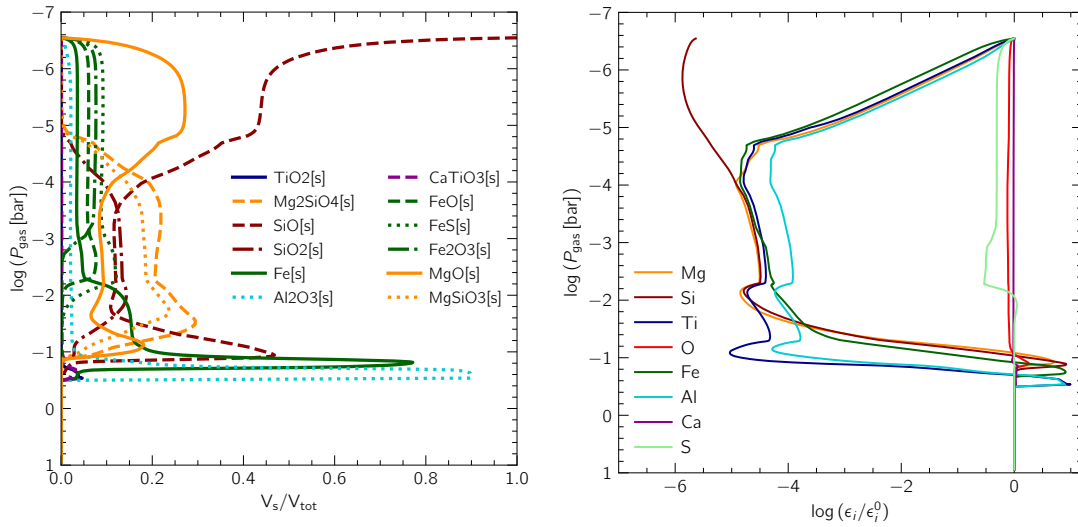 −7
−6
−5
−4
−3
−2
−1
0
1
log (P_gas [bar])
0.0 0.2 0.4 0.6 0.8 1.0
V_s/V_tot
TiO2[s] CaTiO3[s]
Mg2SiO4[s] FeO[s]
SiO[s] FeS[s]
SiO2[s] Fe2O3[s]
Fe[s] MgO[s]
Al2O3[s] MgSiO3[s]
−7
−6
−5
−4
−3
−2
−1
0
1
log (P_gas [bar])
Mg
Si
Ti
O
Fe
Al
Ca
S
−6 −4 −2 0
log (ϵ_i/ϵ_i^0)